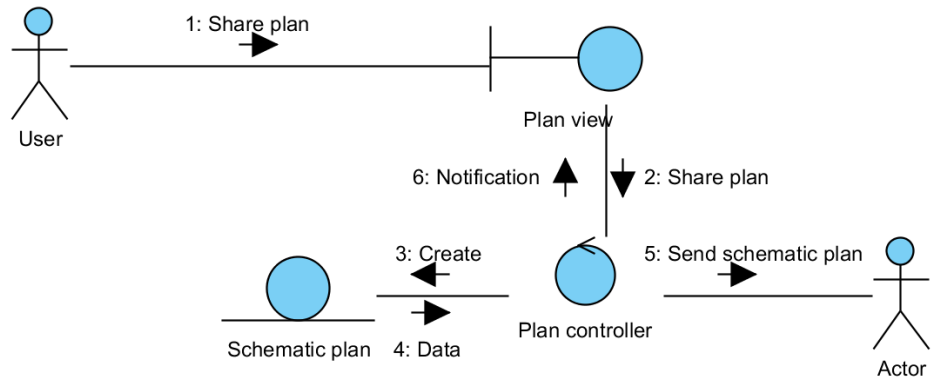 1: Share plan
User
Plan view
6: Notification
2: Share plan
3: Create
5: Send schematic plan
Schematic plan
4: Data
Plan controller
Actor